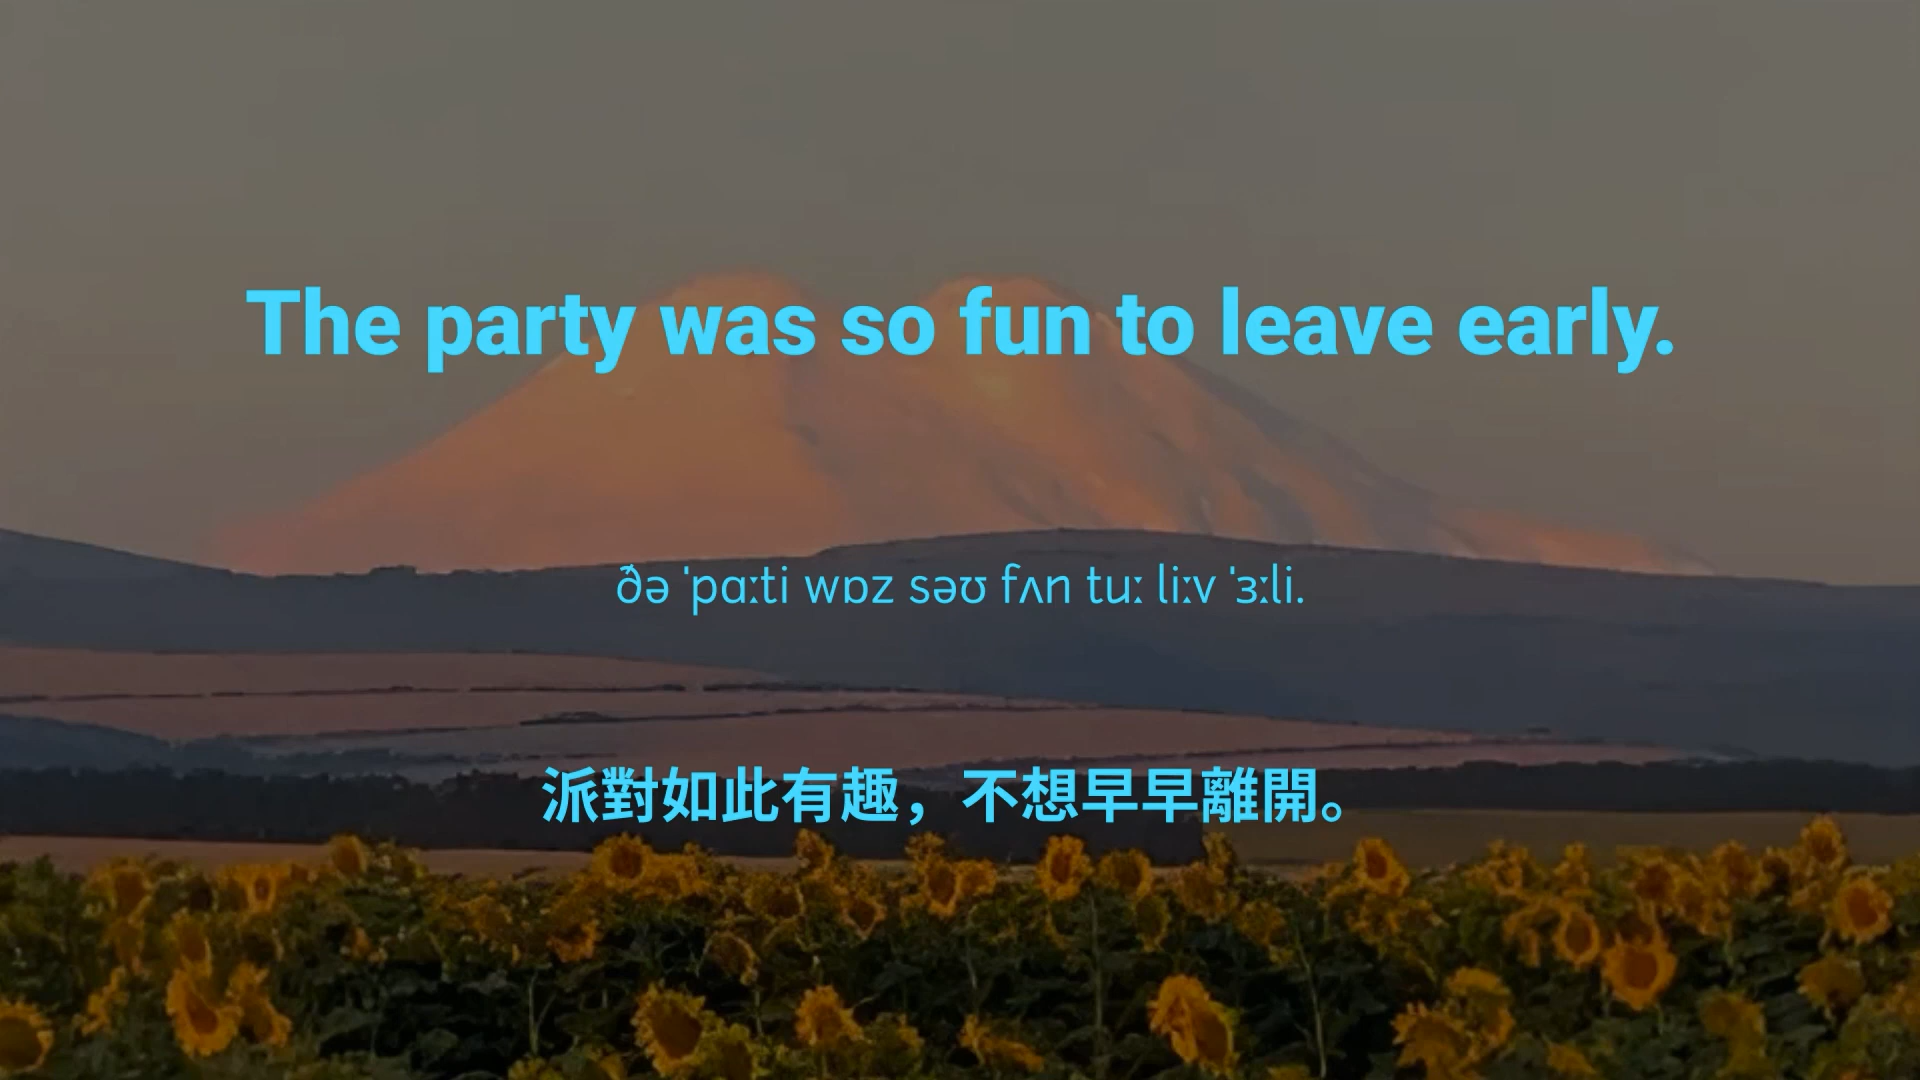 The party was so fun to leave early.
ðə ˈpɑːti wɒz səʊ fʌn tuː liːv ˈɜːli.
派對如此有趣，不想早早離開。